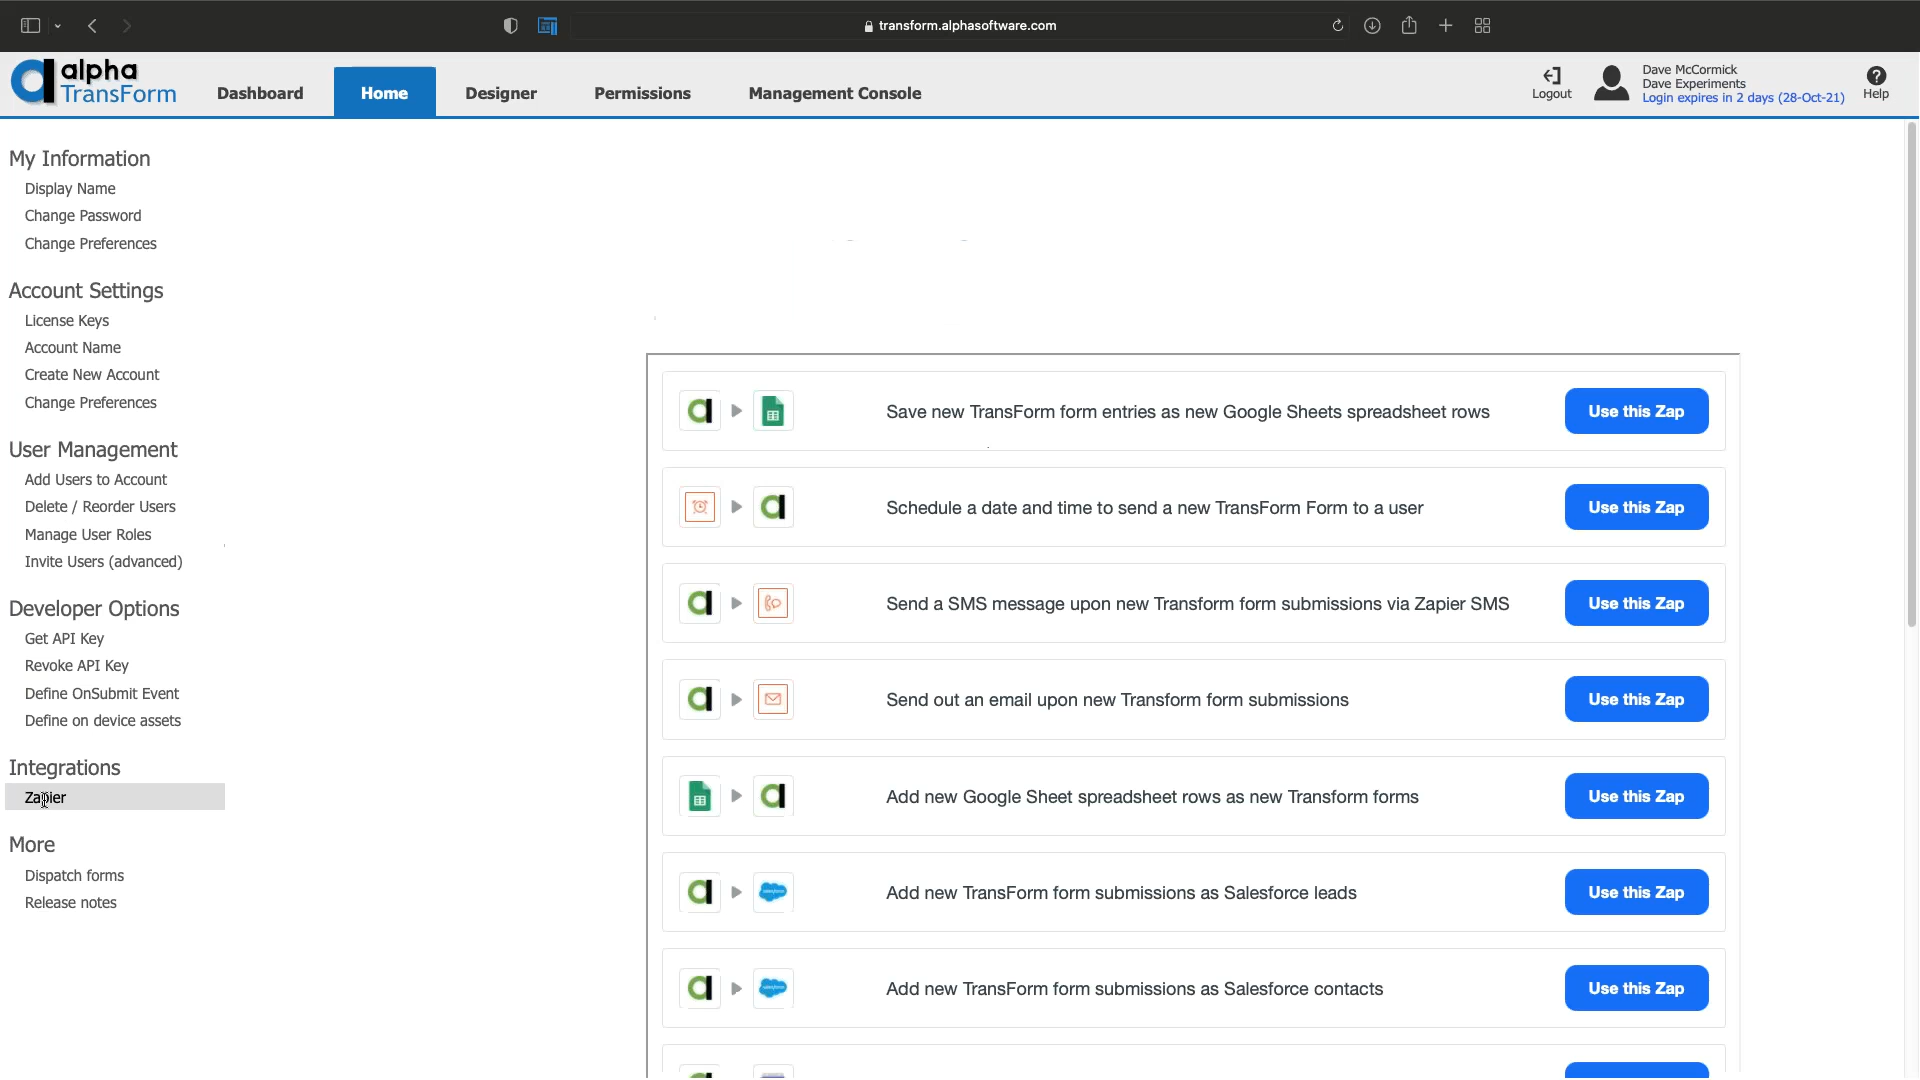 transform.alphasoftware.com
alpha
TransForm
Dashboard
Home
Designer
Permissions
Management Console
Logout
Dave McCormick
Dave Experiments
Login expires in 2 days (28-Oct-21)
Help
My Information
Display Name
Change Password
Change Preferences
Account Settings
License Keys
Account Name
Create New Account
Change Preferences
User Management
Add Users to Account
Delete / Reorder Users
Manage User Roles
Invite Users (advanced)
Developer Options
Get API Key
Revoke API Key
Define OnSubmit Event
Define on device assets
Integrations
Zapier
More
Dispatch forms
Release notes
Save new TransForm form entries as new Google Sheets spreadsheet rows
Use this Zap
Schedule a date and time to send a new TransForm Form to a user
Use this Zap
Send a SMS message upon new Transform form submissions via Zapier SMS
Use this Zap
Send out an email upon new Transform form submissions
Use this Zap
Add new Google Sheet spreadsheet rows as new Transform forms
Use this Zap
Add new TransForm form submissions as Salesforce leads
Use this Zap
Add new TransForm form submissions as Salesforce contacts
Use this Zap